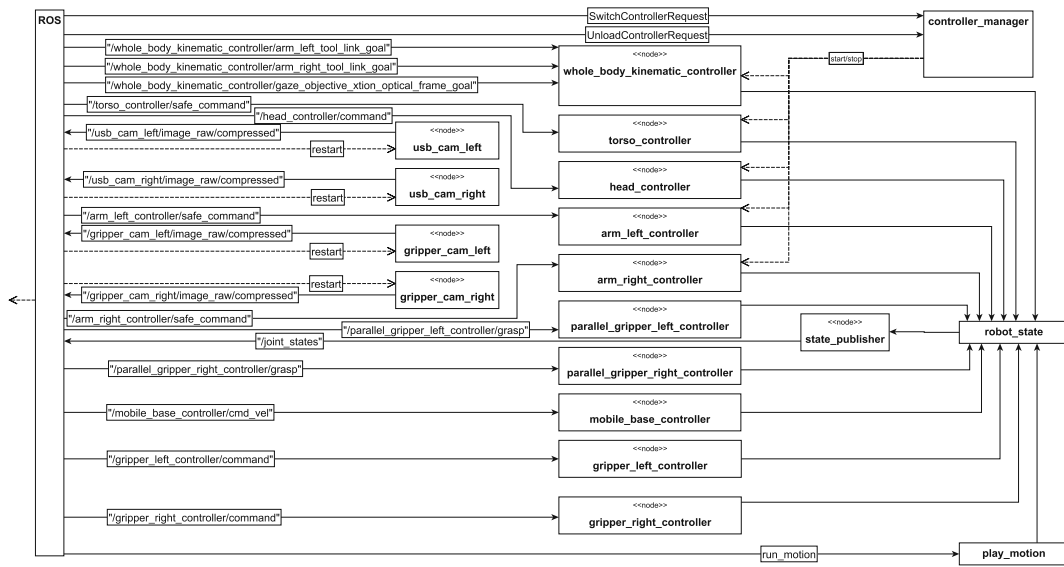 ROS
SwitchControllerRequest
controller_manager
UnloadControllerRequest
"/whole_body_kinematic_controller/arm_left_tool_link_goal"
<<node>>
whole_body_kinematic_controller
start/stop
"/whole_body_kinematic_controller/arm_right_tool_link_goal"
"/whole_body_kinematic_controller/gaze_objective_xtion_optical_frame_goal"
"/torso_controller/safe_command"
"/head_controller/command"
<<node>>
torso_controller
"/usb_cam_left/image_raw/compressed"
<<node>>
usb_cam_left
restart
<<node>>
head_controller
"/usb_cam_right/image_raw/compressed"
<<node>>
usb_cam_right
restart
"/arm_left_controller/safe_command"
<<node>>
arm_left_controller
"/gripper_cam_left/image_raw/compressed"
<<node>>
gripper_cam_left
restart
<<node>>
arm_right_controller
restart
<<node>>
gripper_cam_right
"/gripper_cam_right/image_raw/compressed"
"/arm_right_controller/safe_command"
<<node>>
parallel_gripper_left_controller
"/parallel_gripper_left_controller/grasp"
<<node>>
state_publisher
robot_state
"/joint_states"
"/parallel_gripper_right_controller/grasp"
<<node>>
parallel_gripper_right_controller
"/mobile_base_controller/cmd_vel"
<<node>>
mobile_base_controller
"/gripper_left_controller/command"
<<node>>
gripper_left_controller
"/gripper_right_controller/command"
<<node>>
gripper_right_controller
run_motion
play_motion